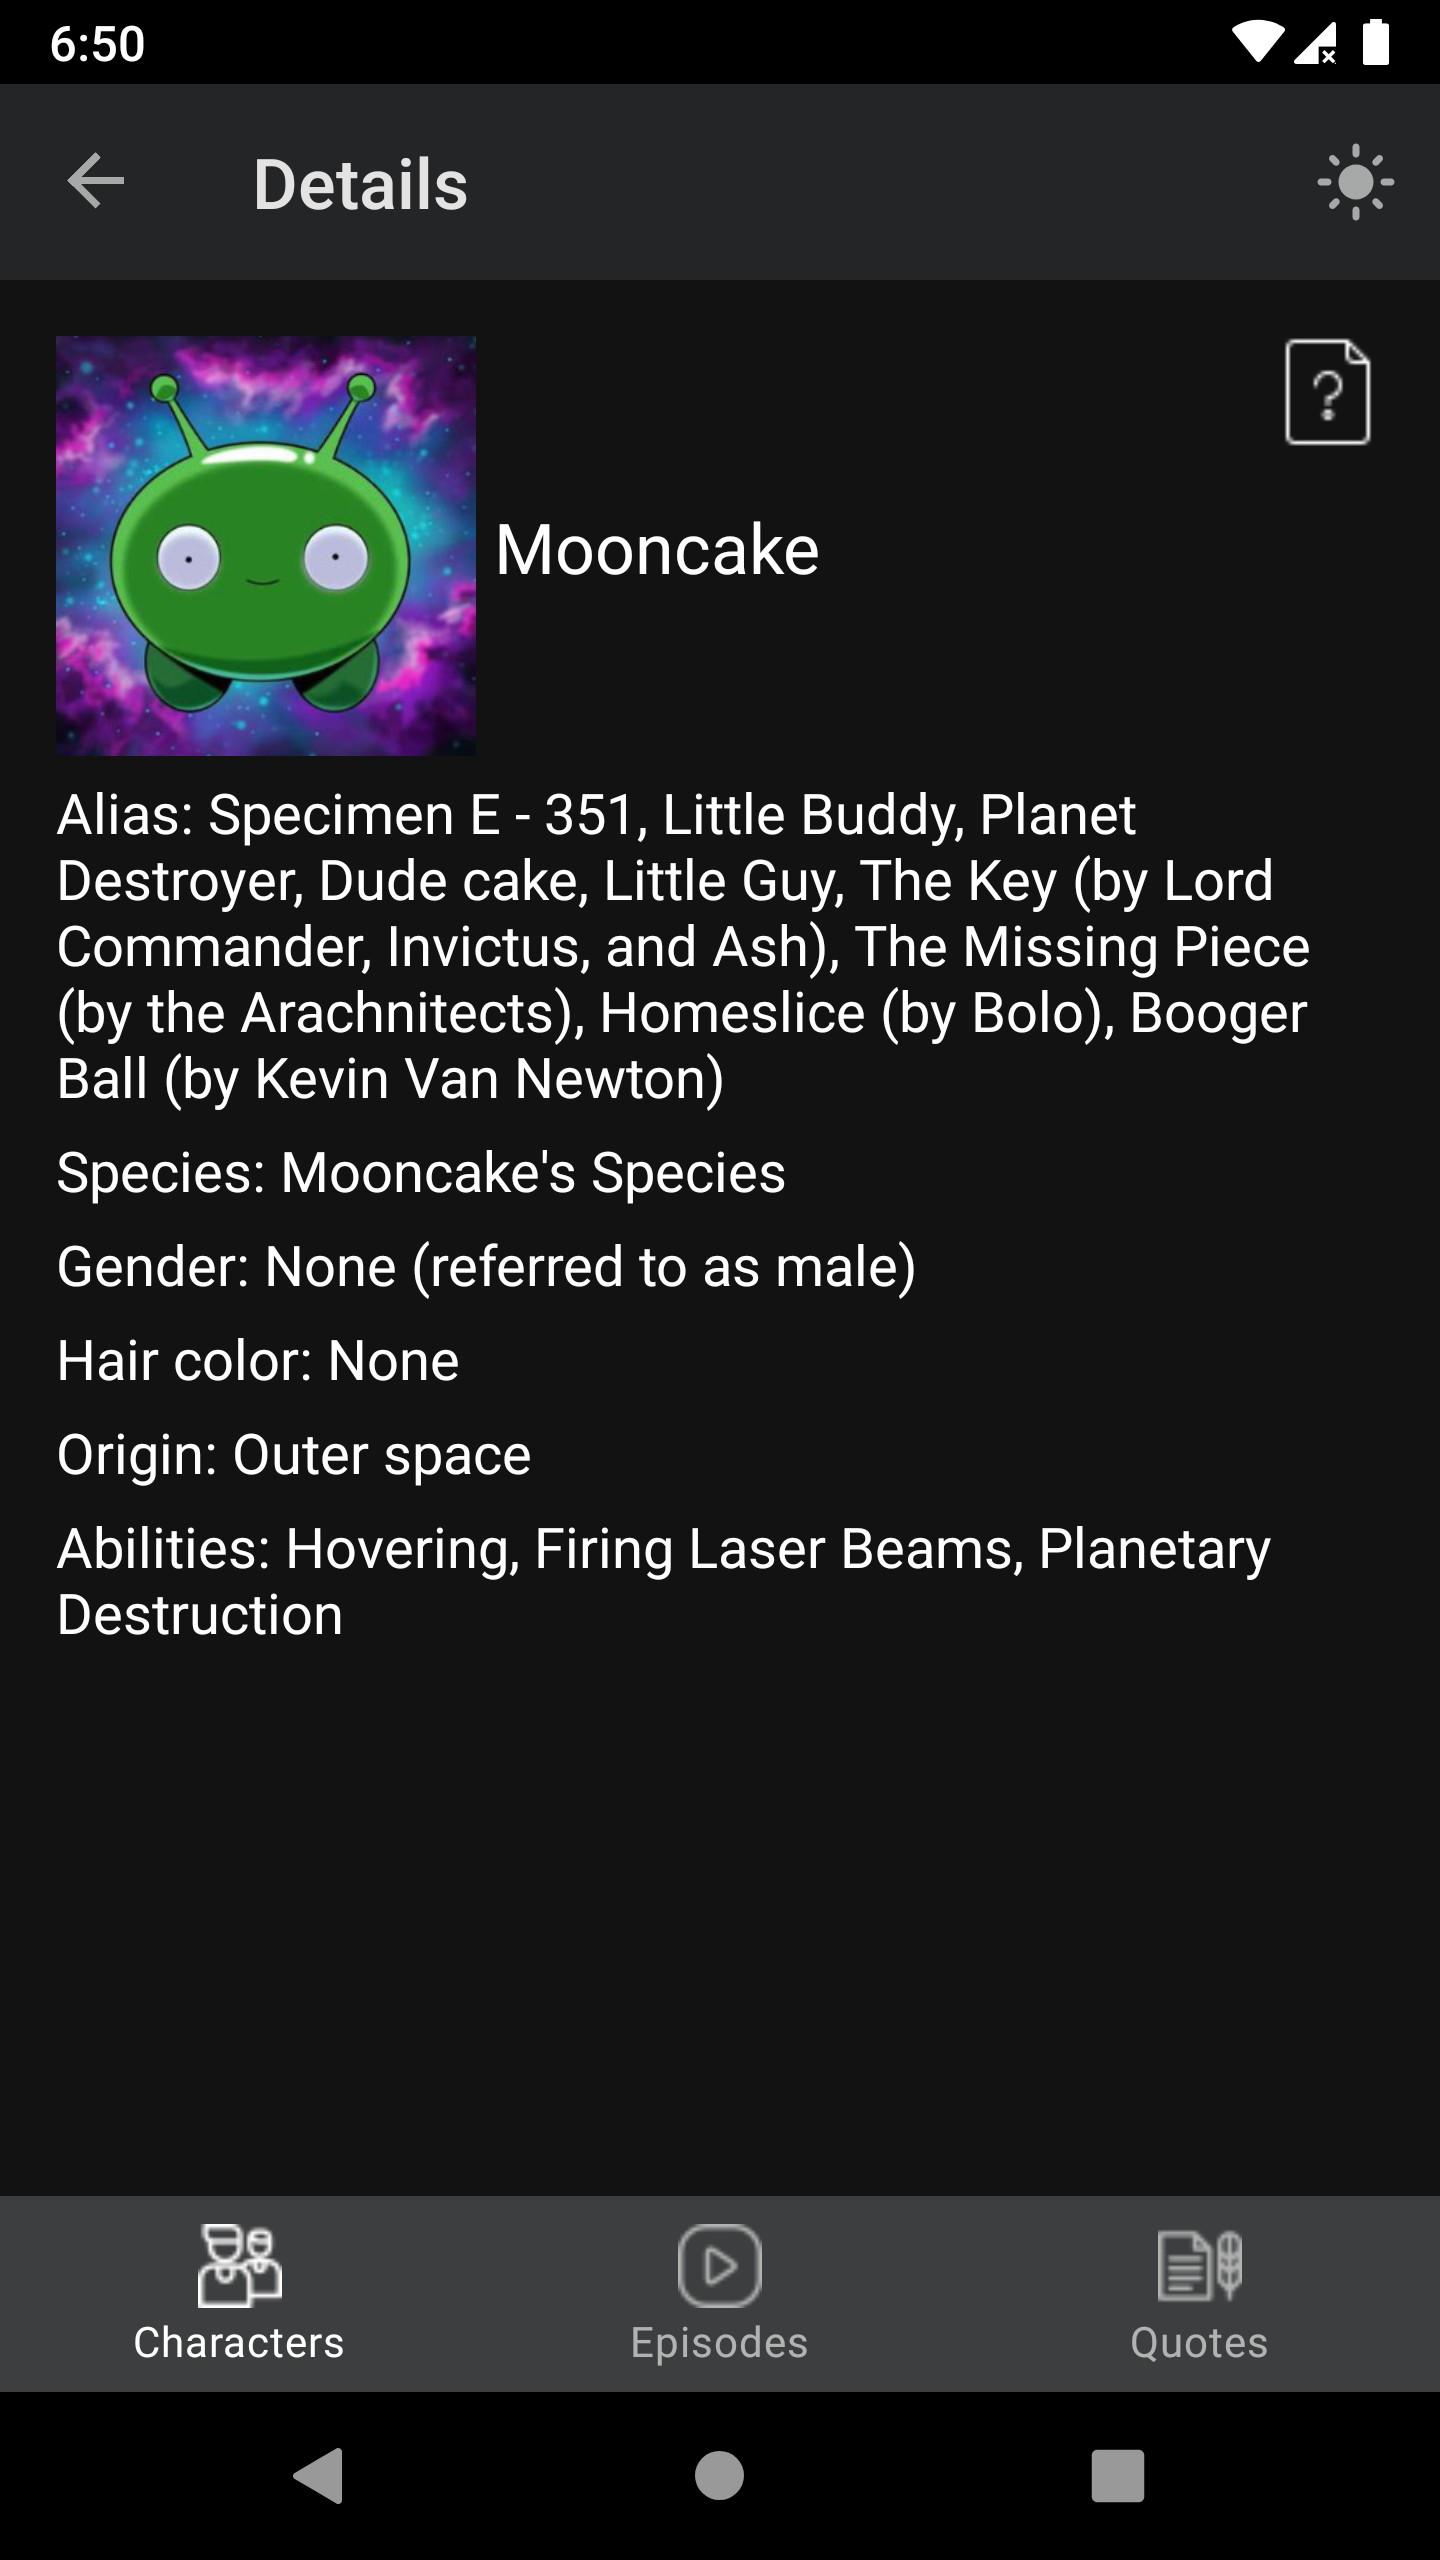 6:50
Details
?
Mooncake
Alias: Specimen E - 351, Little Buddy, Planet
Destroyer, Dude cake, Little Guy, The Key (by Lord
Commander, Invictus, and Ash), The Missing Piece
(by the Arachnitects), Homeslice (by Bolo), Booger
Ball (by Kevin Van Newton)
Species: Mooncake's Species
Gender: None (referred to as male)
Hair color: None
Origin: Outer space
Abilities: Hovering, Firing Laser Beams, Planetary
Destruction
Characters
Episodes
Quotes